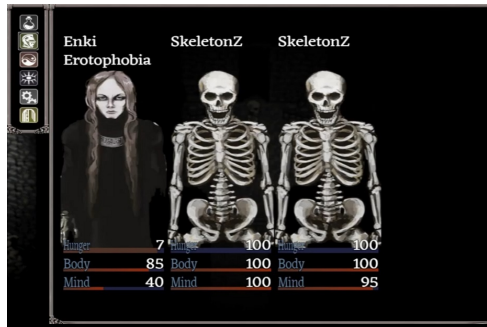 Enki
Erotophobia
Hunger 7
Body 85
Mind 40
SkeletonZ
Hunger 100
Body 100
Mind 100
SkeletonZ
Hunger 100
Body 100
Mind 95